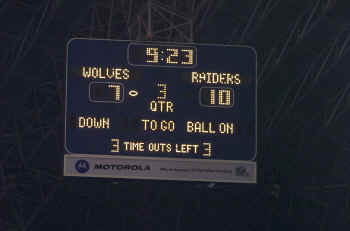 9:23
WOLVES RAIDERS
7 3 10
QTR
DOWN TO GO BALL ON
3 TIME OUTS LEFT 3
MOTOROLA